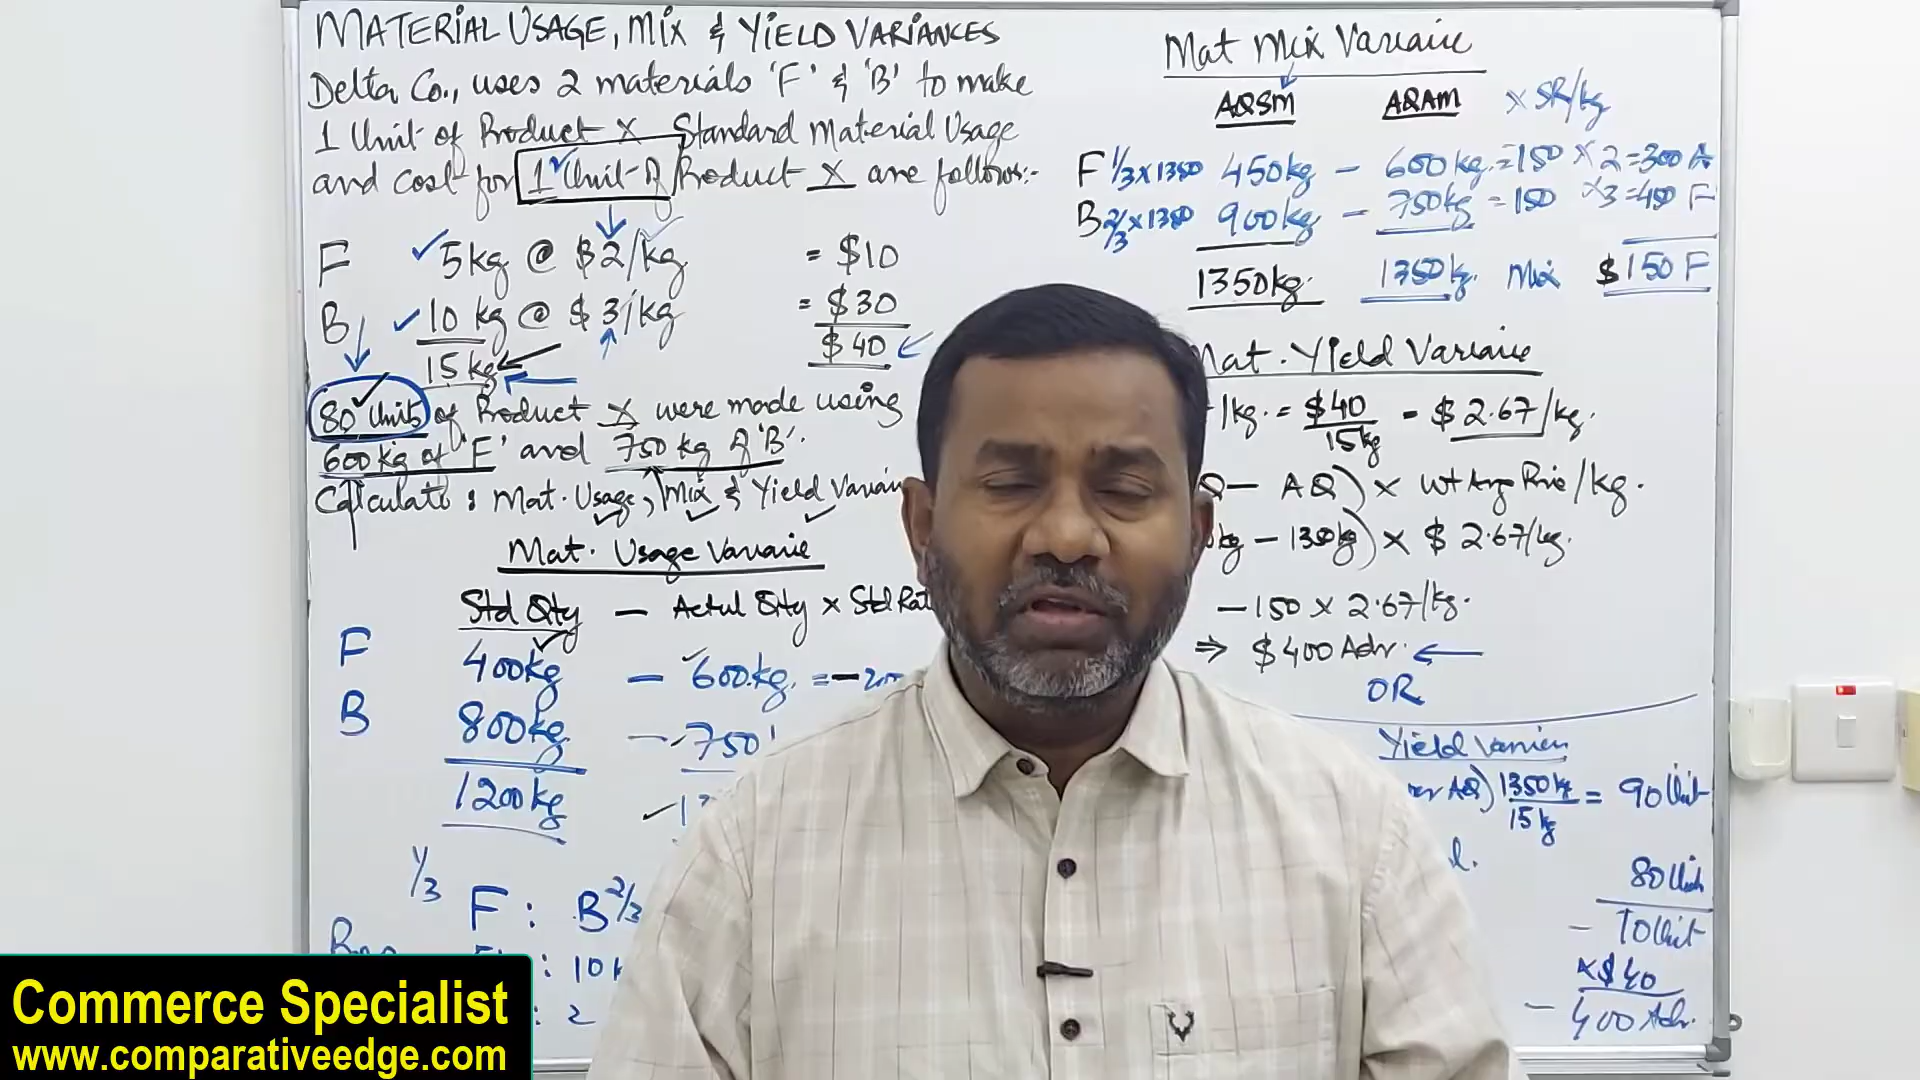 MATERIAL USAGE, MIX & YIELD VARIANCES
Delta Co., uses 2 materials 'F' & 'B' to make
1 Unit of Product X Standard Material Usage
and cost for 1 Unit of Product X are follows:-
F 5kg @ $2/kg = $10
B 10 kg @ $3/kg = $30
$40
15kg
80 Units of Product X were made using
600kg of 'F' and 750 kg of 'B'.
Calculate: Mat. Usage, Mix & Yield
Mat. Usage Variance
Std Qty — Actual Qty × Std
F 400kg — 600kg. =
B 800kg — 750
1200kg
1/3
F : B 2/3
: 10
: 2
Mat Mix Variance
AQSM AQAM × SR/kg
F 1/3 x 1350 450kg — 600kg = 150 × 2 = 300 A
B 2/3 x 1350 900kg — 750kg = 150 ×3 = 450 F
1350kg. 1350kg. Mix $150 F
Mat. Yield Variance
/kg. = $40/15kg = $2.67/kg.
— AQ) × Wt Avg Price/kg.
kg — 1350kg) × $2.67/kg.
—150 × 2.67/kg.
⇒ $400 Adv.
OR
Yield Varian
AQ) 1350kg/15kg = 90 Unit
80 Unit
— 10 Unit
×$40
— 400 Adv.
Commerce Specialist
www.comparativeedge.com